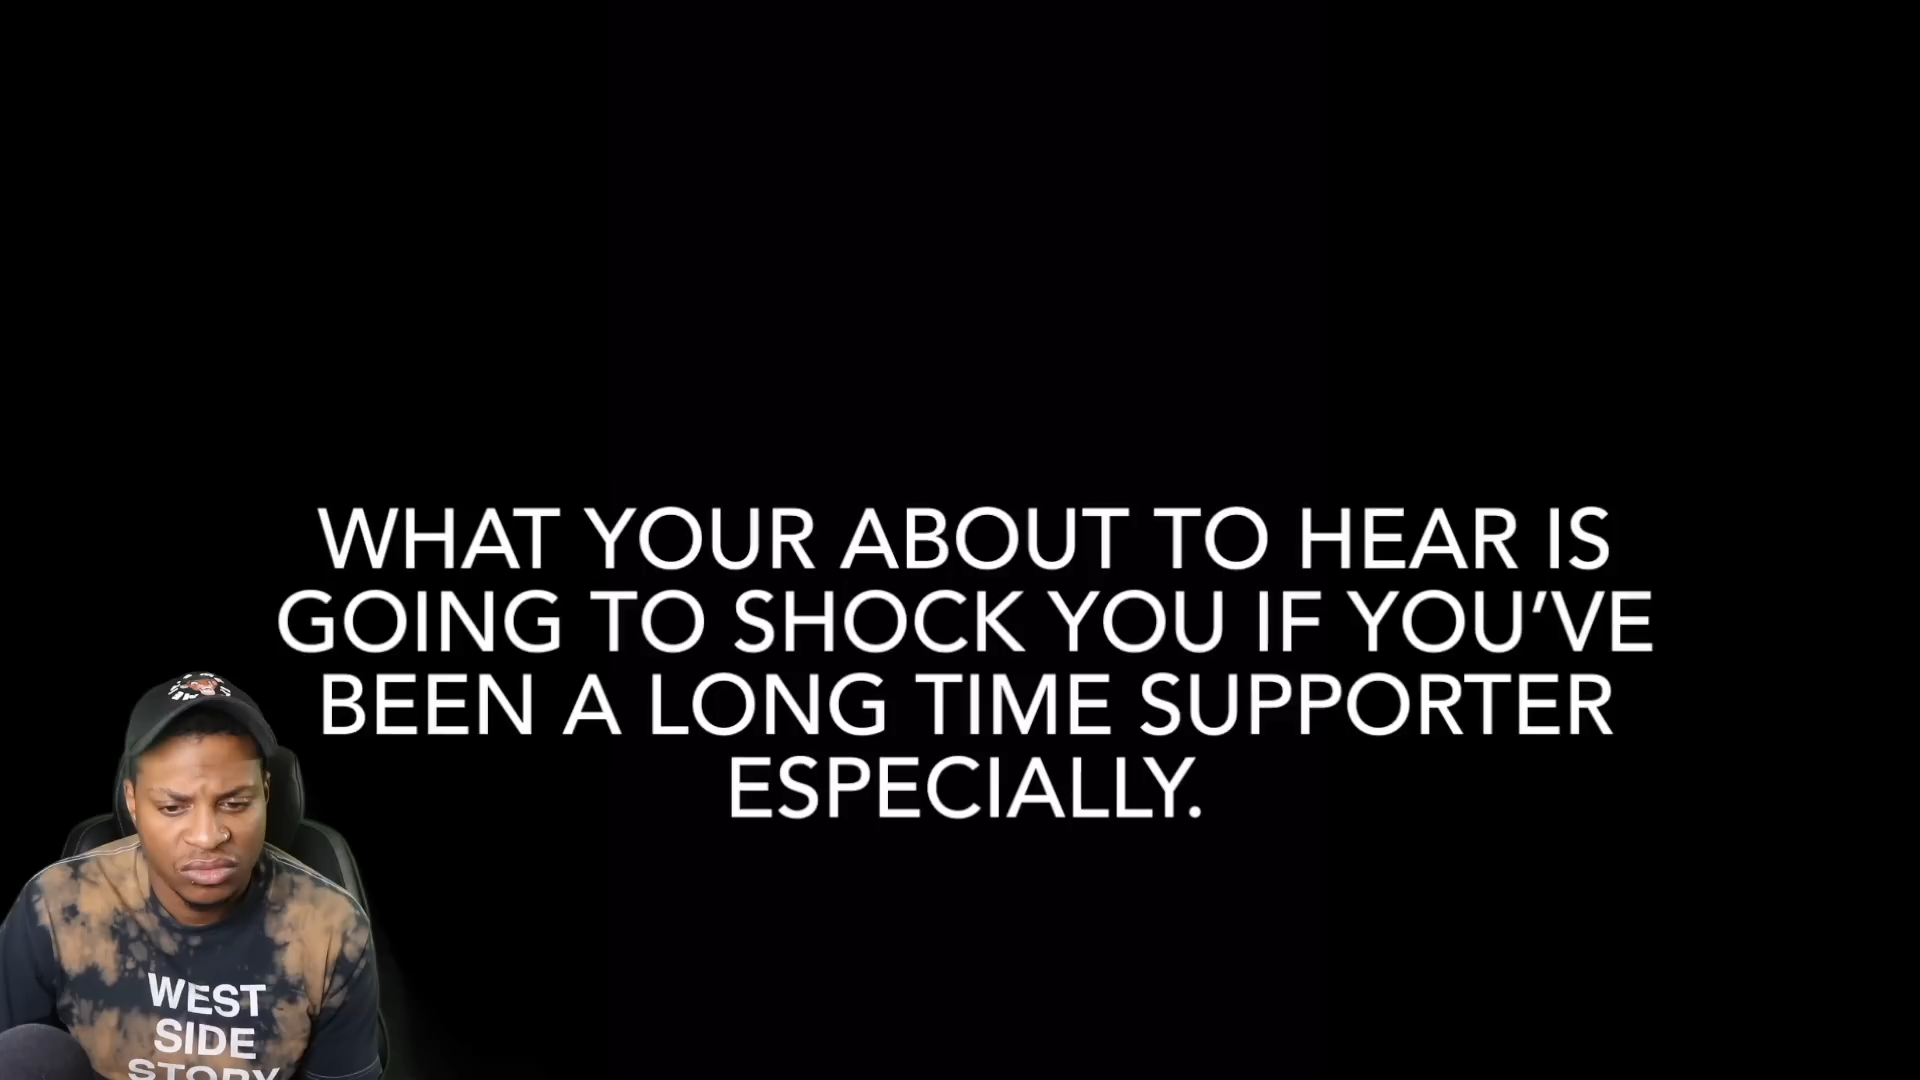 WHAT YOUR ABOUT TO HEAR IS
GOING TO SHOCK YOU IF YOU’VE
BEEN A LONG TIME SUPPORTER
ESPECIALLY.
WEST
SIDE
STORY